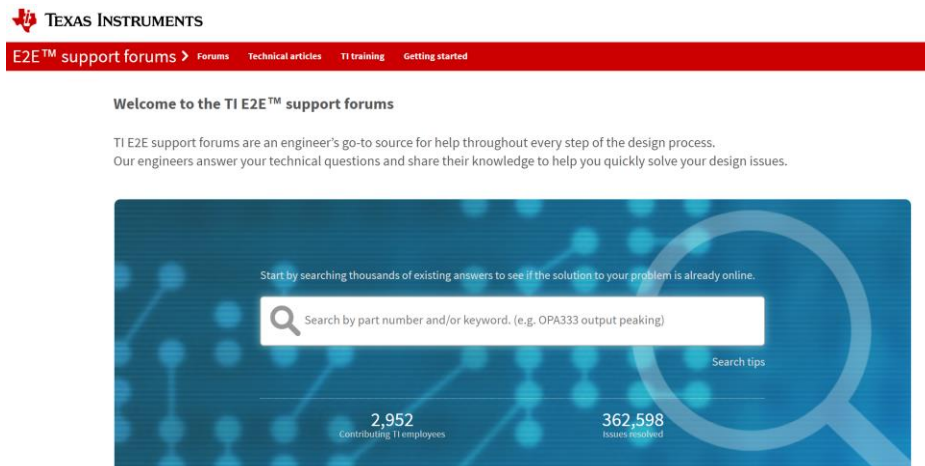 TEXAS INSTRUMENTS
E2E™ support forums > Forums Technical articles TI training Getting started
Welcome to the TI E2E™ support forums
TI E2E support forums are an engineer's go-to source for help throughout every step of the design process.
Our engineers answer your technical questions and share their knowledge to help you quickly solve your design issues.
Start by searching thousands of existing answers to see if the solution to your problem is already online.
Search by part number and/or keyword. (e.g. OPA333 output peaking)
Search tips
2,952 362,598
Contributing TI employees Issues resolved